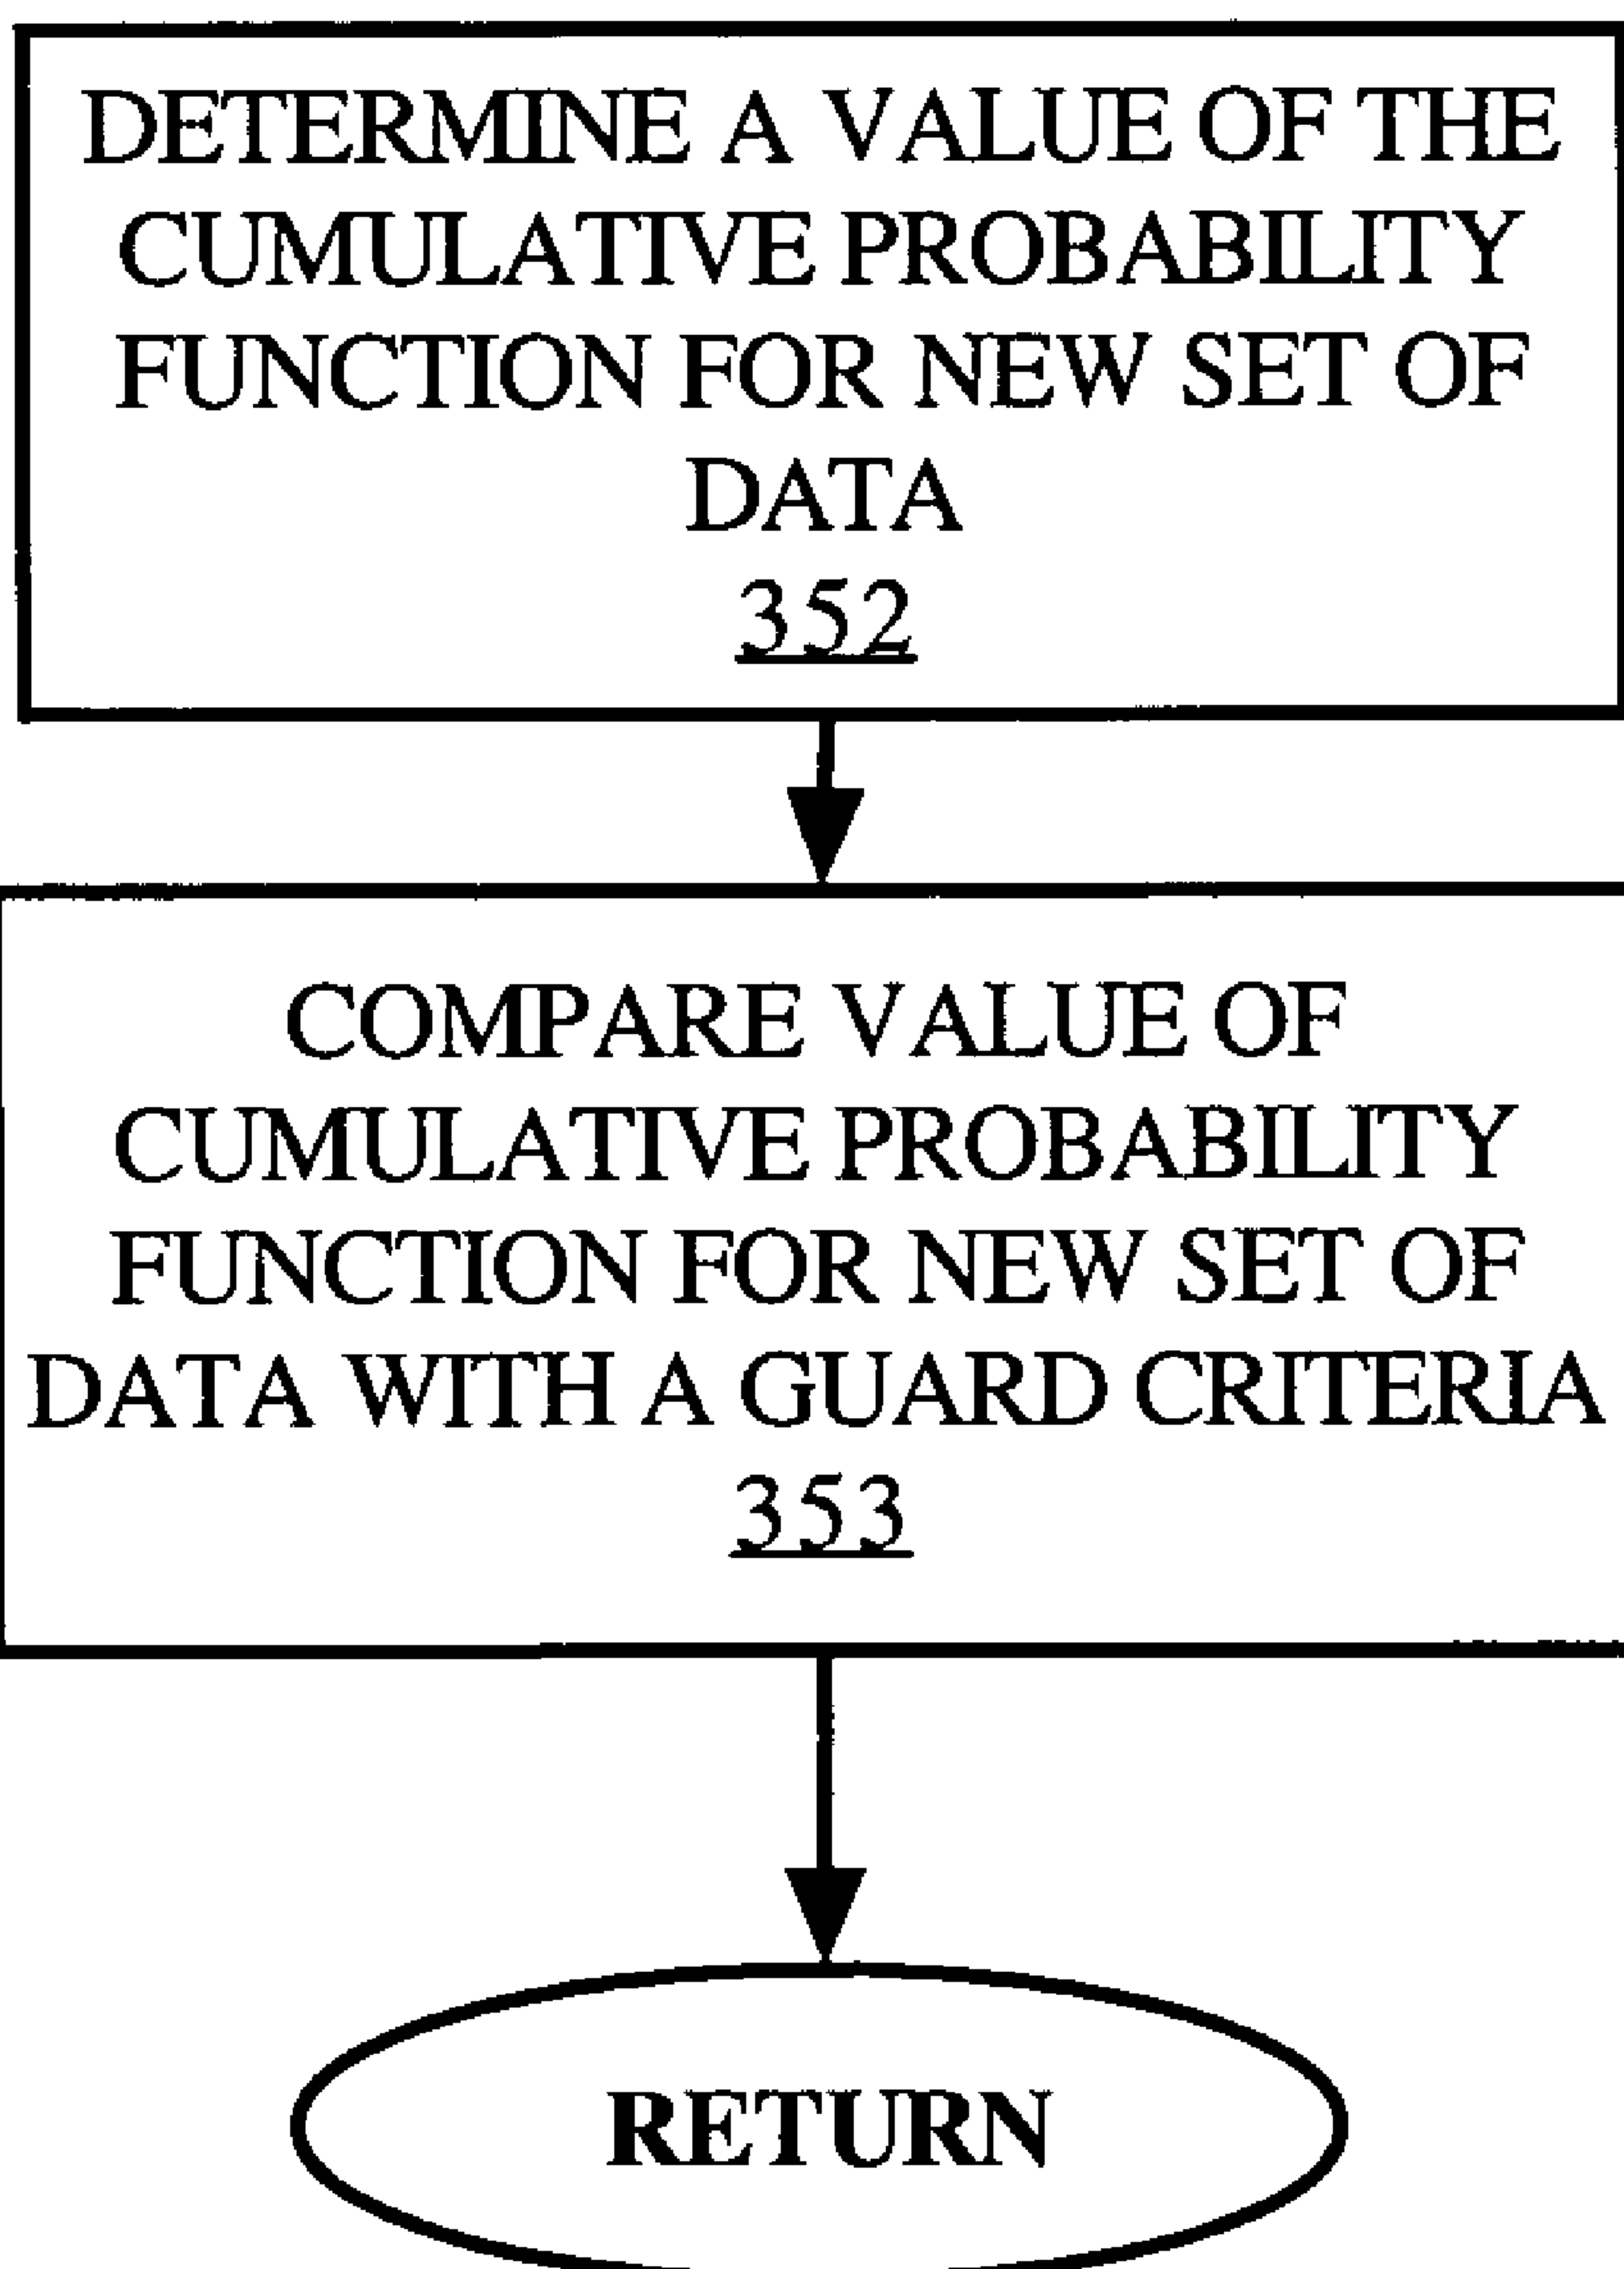 DETERMINE A VALUE OF THE
CUMULATIVE PROBABILITY
FUNCTION FOR NEW SET OF
DATA
352
COMPARE VALUE OF
CUMULATIVE PROBABILITY
FUNCTION FOR NEW SET OF
DATA WITH A GUARD CRITERIA
353
RETURN